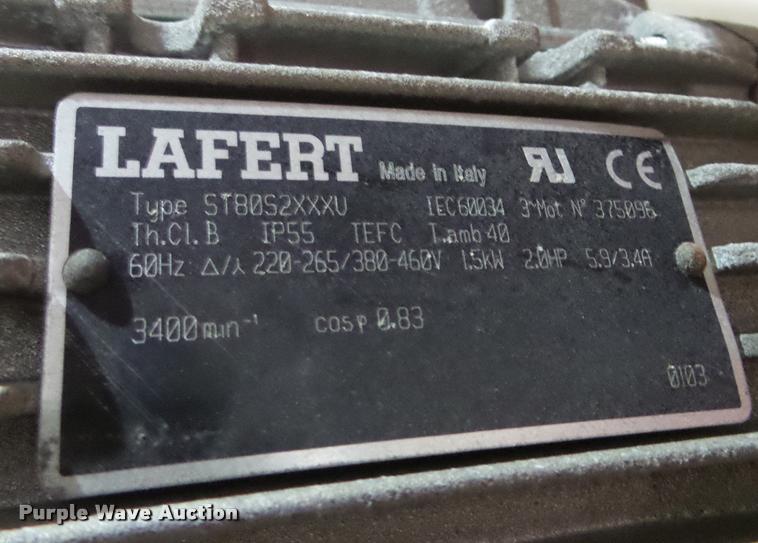 LAFERT Made in Italy RU CE
Type ST80S2XXXU IEC60034 3~Mot N° 375096
Th.Cl.B IP55 TEFC T.amb 40
60Hz Δ/⅄ 220-265/380-460V 1.5kW 2.0HP 5.9/3.4A
3400min⁻¹ cosφ 0.83
0103
Purple Wave Auction